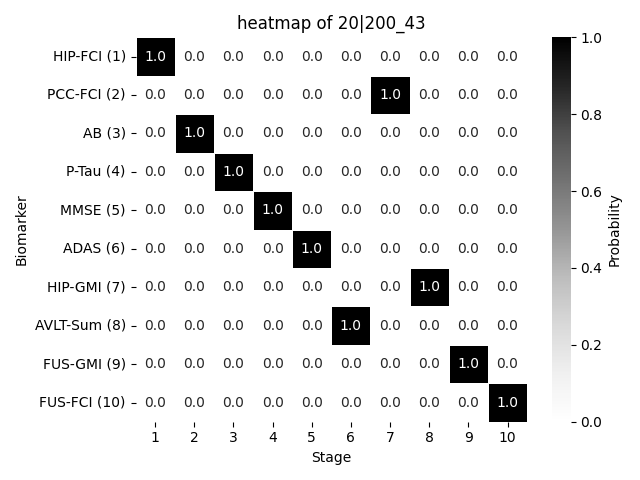 heatmap of 20|200_43
HIP-FCI (1) 1.0 0.0 0.0 0.0 0.0 0.0 0.0 0.0 0.0 0.0
PCC-FCI (2) 0.0 0.0 0.0 0.0 0.0 0.0 1.0 0.0 0.0 0.0
AB (3) 0.0 1.0 0.0 0.0 0.0 0.0 0.0 0.0 0.0 0.0
P-Tau (4) 0.0 0.0 1.0 0.0 0.0 0.0 0.0 0.0 0.0 0.0
MMSE (5) 0.0 0.0 0.0 1.0 0.0 0.0 0.0 0.0 0.0 0.0
ADAS (6) 0.0 0.0 0.0 0.0 1.0 0.0 0.0 0.0 0.0 0.0
HIP-GMI (7) 0.0 0.0 0.0 0.0 0.0 0.0 0.0 1.0 0.0 0.0
AVLT-Sum (8) 0.0 0.0 0.0 0.0 0.0 1.0 0.0 0.0 0.0 0.0
FUS-GMI (9) 0.0 0.0 0.0 0.0 0.0 0.0 0.0 0.0 1.0 0.0
FUS-FCI (10) 0.0 0.0 0.0 0.0 0.0 0.0 0.0 0.0 0.0 1.0
1 2 3 4 5 6 7 8 9 10
Stage
Biomarker
1.0
0.8
0.6
0.4
0.2
0.0
Probability